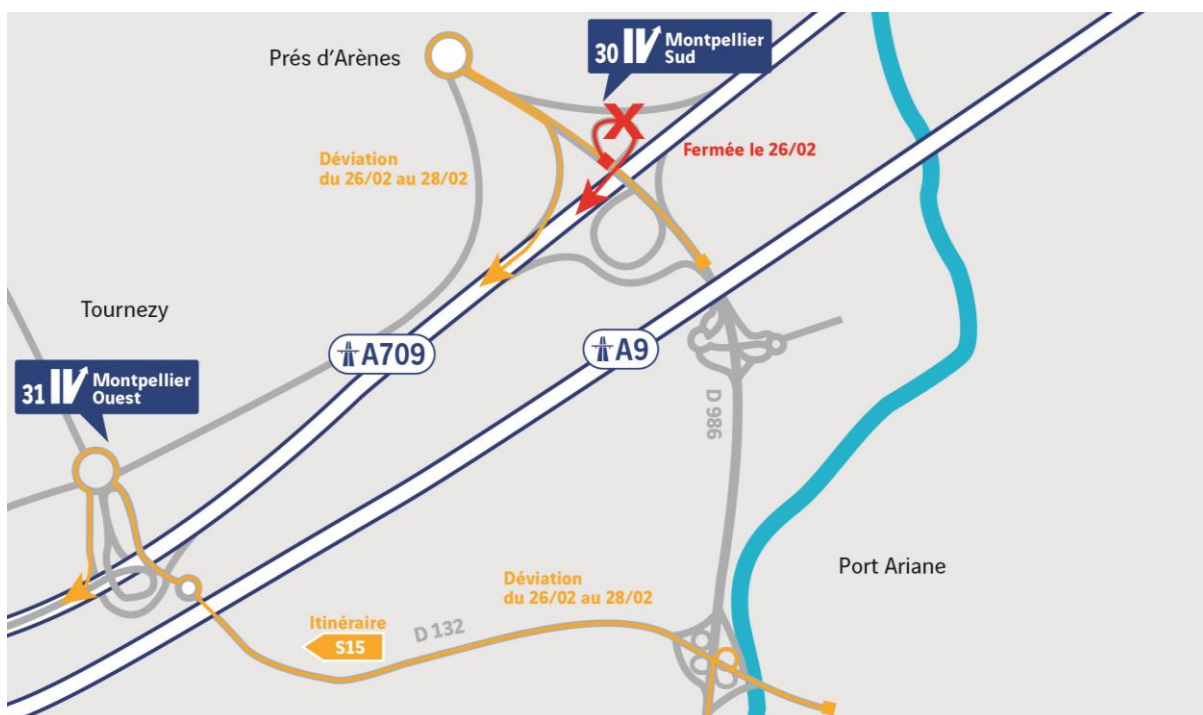 Prés d'Arènes
30 Montpellier
Sud
Fermée le 26/02
Déviation
du 26/02 au 28/02
Tournezy
31 Montpellier
Ouest
A709
A9
D 986
Port Ariane
Déviation
du 26/02 au 28/02
Itinéraire
S15
D 132